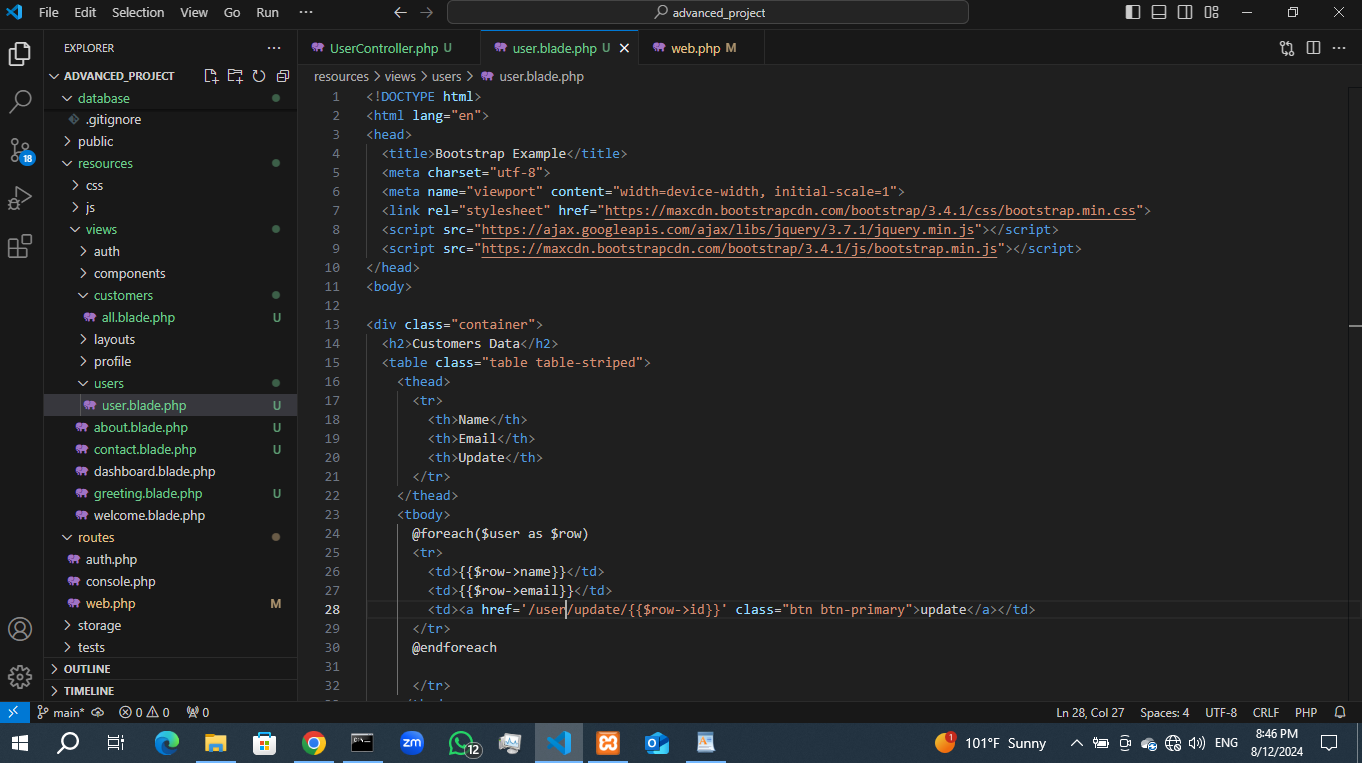 File Edit Selection View Go Run ··· advanced_project
EXPLORER
ADVANCED_PROJECT
database
.gitignore
public
resources
css
js
views
auth
components
customers
all.blade.php U
layouts
profile
users
user.blade.php U
about.blade.php U
contact.blade.php U
dashboard.blade.php
greeting.blade.php U
welcome.blade.php
routes
auth.php
console.php
web.php M
storage
tests
OUTLINE
TIMELINE
18
UserController.php U user.blade.php U web.php M
resources > views > users > user.blade.php
1 <!DOCTYPE html>
2 <html lang="en">
3 <head>
4 <title>Bootstrap Example</title>
5 <meta charset="utf-8">
6 <meta name="viewport" content="width=device-width, initial-scale=1">
7 <link rel="stylesheet" href="https://maxcdn.bootstrapcdn.com/bootstrap/3.4.1/css/bootstrap.min.css">
8 <script src="https://ajax.googleapis.com/ajax/libs/jquery/3.7.1/jquery.min.js"></script>
9 <script src="https://maxcdn.bootstrapcdn.com/bootstrap/3.4.1/js/bootstrap.min.js"></script>
10 </head>
11 <body>
12
13 <div class="container">
14 <h2>Customers Data</h2>
15 <table class="table table-striped">
16 <thead>
17 <tr>
18 <th>Name</th>
19 <th>Email</th>
20 <th>Update</th>
21 </tr>
22 </thead>
23 <tbody>
24 @foreach($user as $row)
25 <tr>
26 <td>{{$row->name}}</td>
27 <td>{{$row->email}}</td>
28 <td><a href='/user/update/{{$row->id}}' class="btn btn-primary">update</a></td>
29 </tr>
30 @endforeach
31
32 </tr>
main* 0 0 0 Ln 28, Col 27 Spaces: 4 UTF-8 CRLF PHP
zm 12 1 101°F Sunny ENG 8:46 PM
8/12/2024